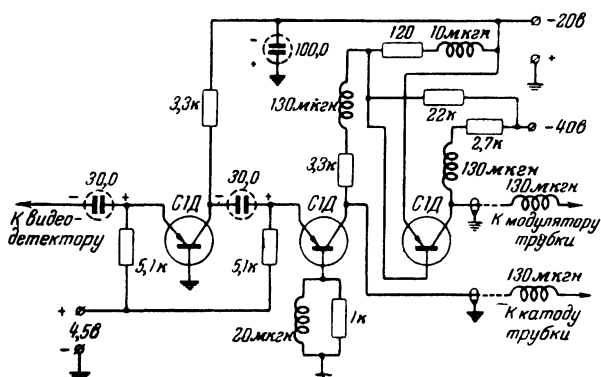 120
10мкгн
-20в
-
+
100,0
+
3,3к
130мкгн
22к
2,7к
-40в
3,3к
130мкгн
30,0
- +
С1Д
30,0
- +
С1Д
С1Д
130мкгн
К видео-
детектору
К модулятору
трубки
5,1к
5,1к
130мкгн
+
4,5в
-
20мкгн
1к
К катоду
трубки